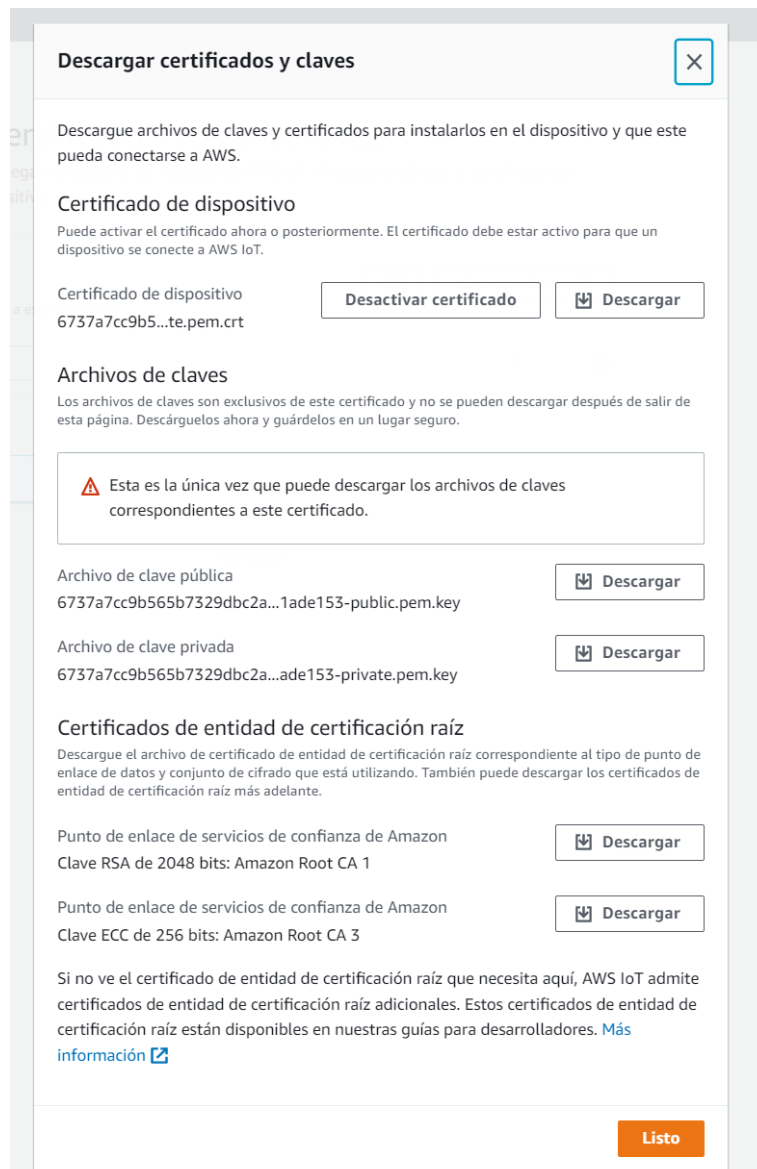 Descargar certificados y claves
Descargue archivos de claves y certificados para instalarlos en el dispositivo y que este
pueda conectarse a AWS.
Certificado de dispositivo
Puede activar el certificado ahora o posteriormente. El certificado debe estar activo para que un
dispositivo se conecte a AWS IoT.
Certificado de dispositivo
6737a7cc9b5...te.pem.crt
Desactivar certificado
Descargar
Archivos de claves
Los archivos de claves son exclusivos de este certificado y no se pueden descargar después de salir de
esta página. Descárguelos ahora y guárdelos en un lugar seguro.
Esta es la única vez que puede descargar los archivos de claves
correspondientes a este certificado.
Archivo de clave pública
6737a7cc9b565b7329dbc2a...1ade153-public.pem.key
Descargar
Archivo de clave privada
6737a7cc9b565b7329dbc2a...ade153-private.pem.key
Descargar
Certificados de entidad de certificación raíz
Descargue el archivo de certificado de entidad de certificación raíz correspondiente al tipo de punto de
enlace de datos y conjunto de cifrado que está utilizando. También puede descargar los certificados de
entidad de certificación raíz más adelante.
Punto de enlace de servicios de confianza de Amazon
Clave RSA de 2048 bits: Amazon Root CA 1
Descargar
Punto de enlace de servicios de confianza de Amazon
Clave ECC de 256 bits: Amazon Root CA 3
Descargar
Si no ve el certificado de entidad de certificación raíz que necesita aquí, AWS IoT admite
certificados de entidad de certificación raíz adicionales. Estos certificados de entidad de
certificación raíz están disponibles en nuestras guías para desarrolladores. Más
información
Listo